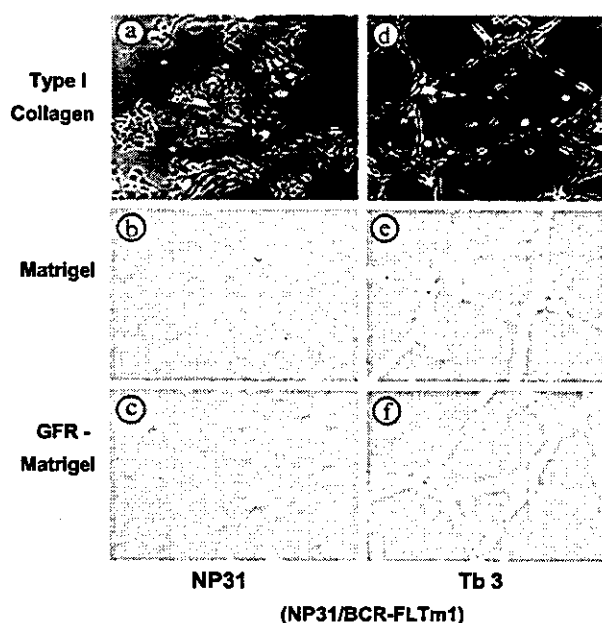 a
d
Type I
Collagen
b
e
Matrigel
c
f
GFR -
Matrigel
NP31
Tb 3
(NP31/BCR-FLTm1)